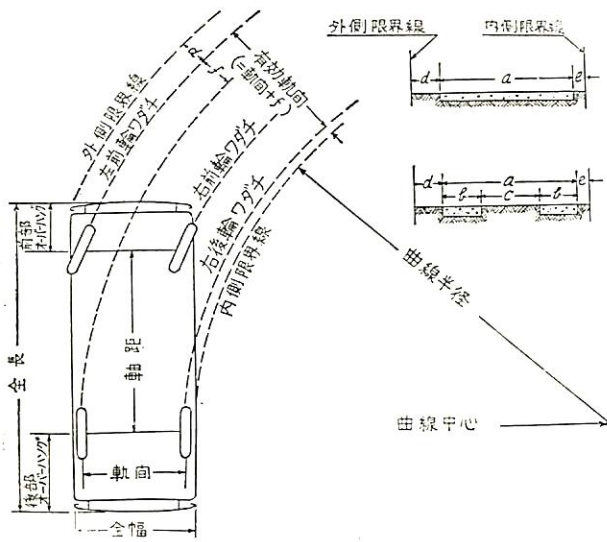 外側限界線
内側限界線
d
a
e
d
a
e
b
c
b
d
f
有効軌間
(=軌間+f)
外側限界線
左前輪ワダチ
右前輪ワダチ
右後輪ワダチ
内側限界線
曲線半径
曲線中心
前部
オーバーハング
全長
軸距
後部
オーバーハング
軌間
全幅